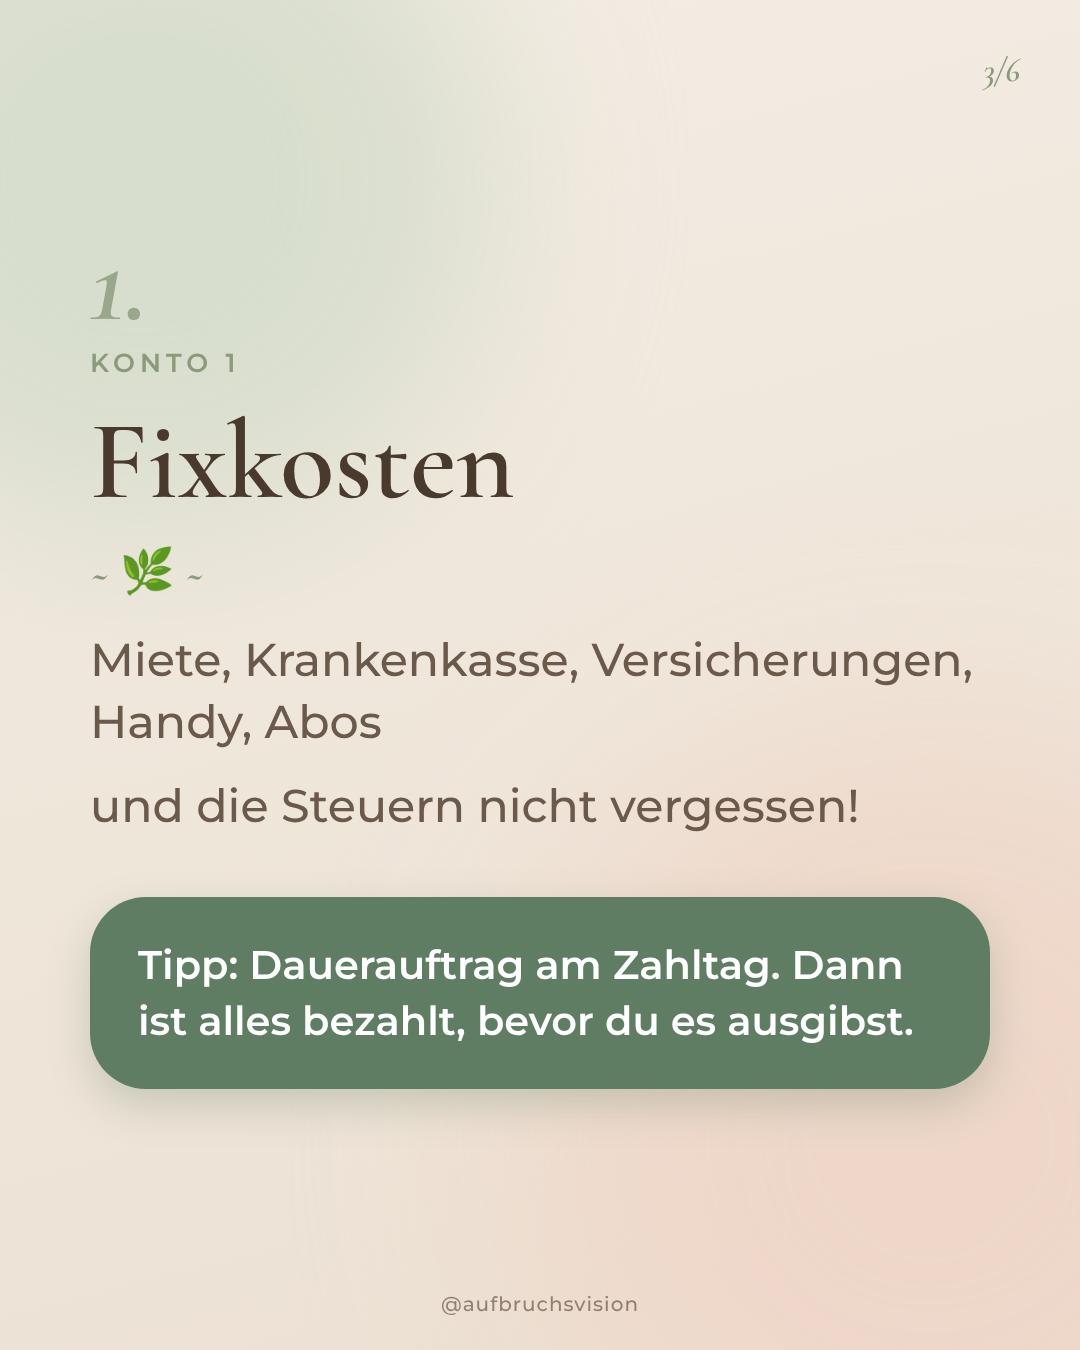 3/6
1.
KONTO 1
Fixkosten
~ 🌿 ~
Miete, Krankenkasse, Versicherungen,
Handy, Abos
und die Steuern nicht vergessen!
Tipp: Dauerauftrag am Zahltag. Dann
ist alles bezahlt, bevor du es ausgibst.
@aufbruchsvision